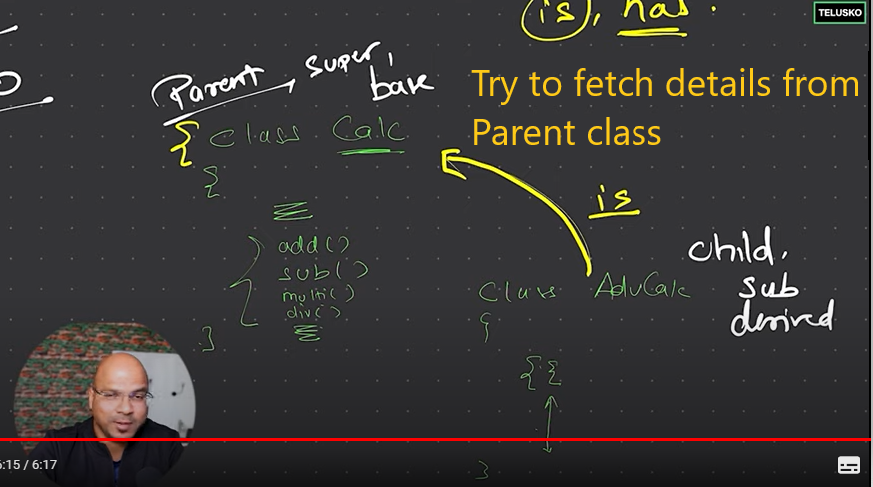 is), has.
TELUSKO
Parent → super,
base
Try to fetch details from
Parent class
{ Class Calc
{
is
add()
sub()
multi()
div()
}
child,
Class AdvCalc sub
derived
{
{ {
}
6:15 / 6:17